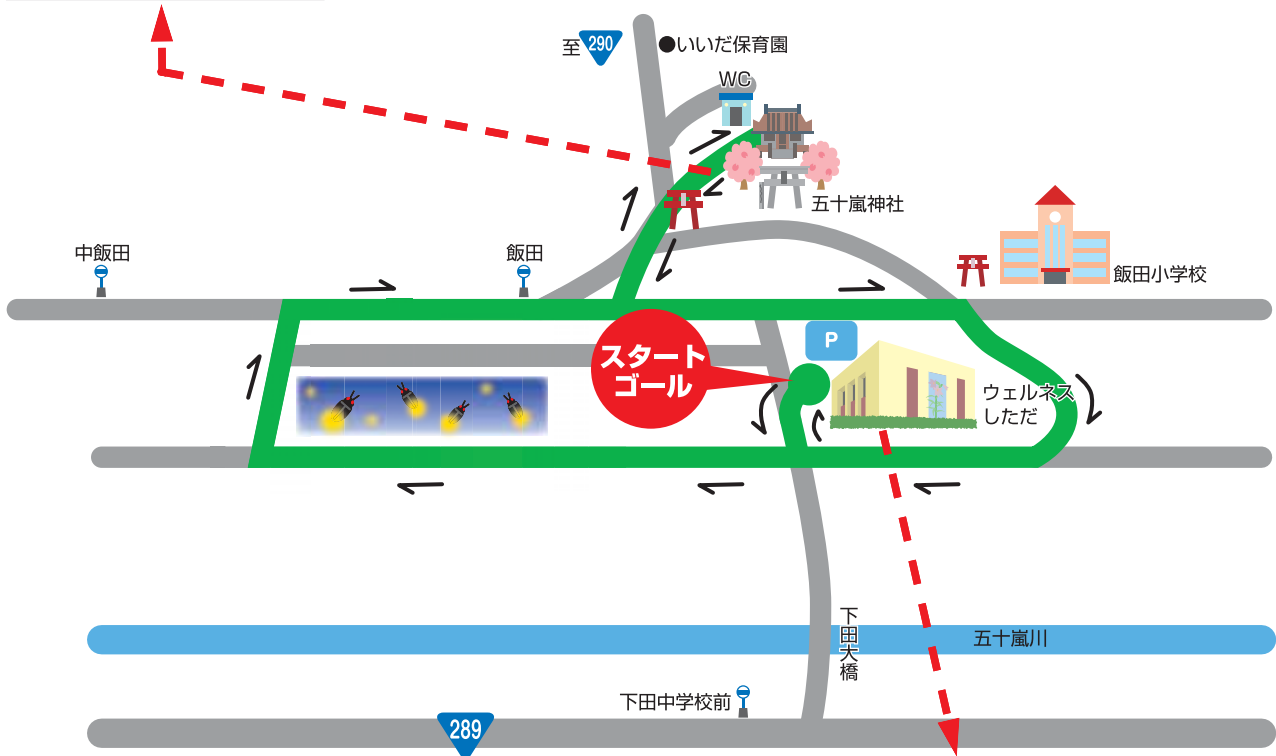 至
290
●いいだ保育園
WC
五十嵐神社
中飯田
飯田
飯田小学校
スタート
ゴール
P
ウェルネス
しただ
下田大橋
五十嵐川
下田中学校前
289